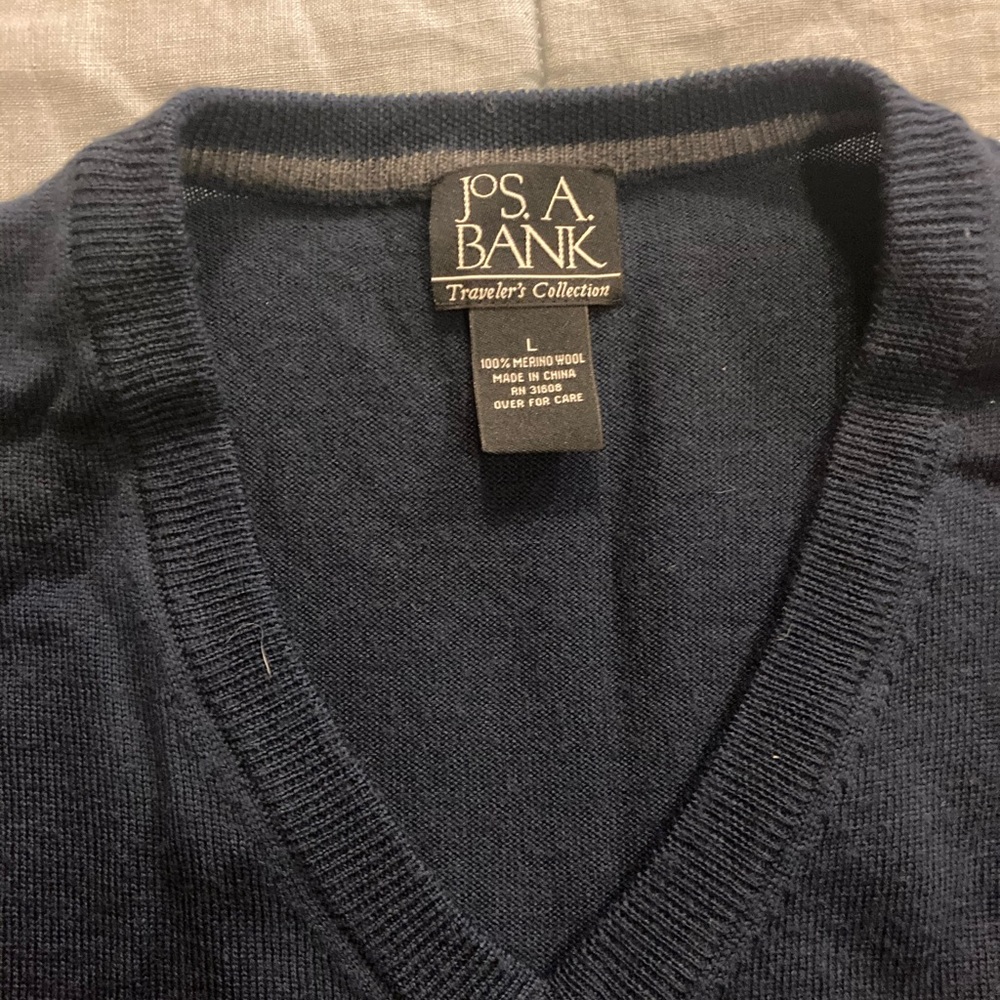 JoS. A.
BANK
Traveler's Collection
L
100% MERINO WOOL
MADE IN CHINA
RN 31608
OVER FOR CARE